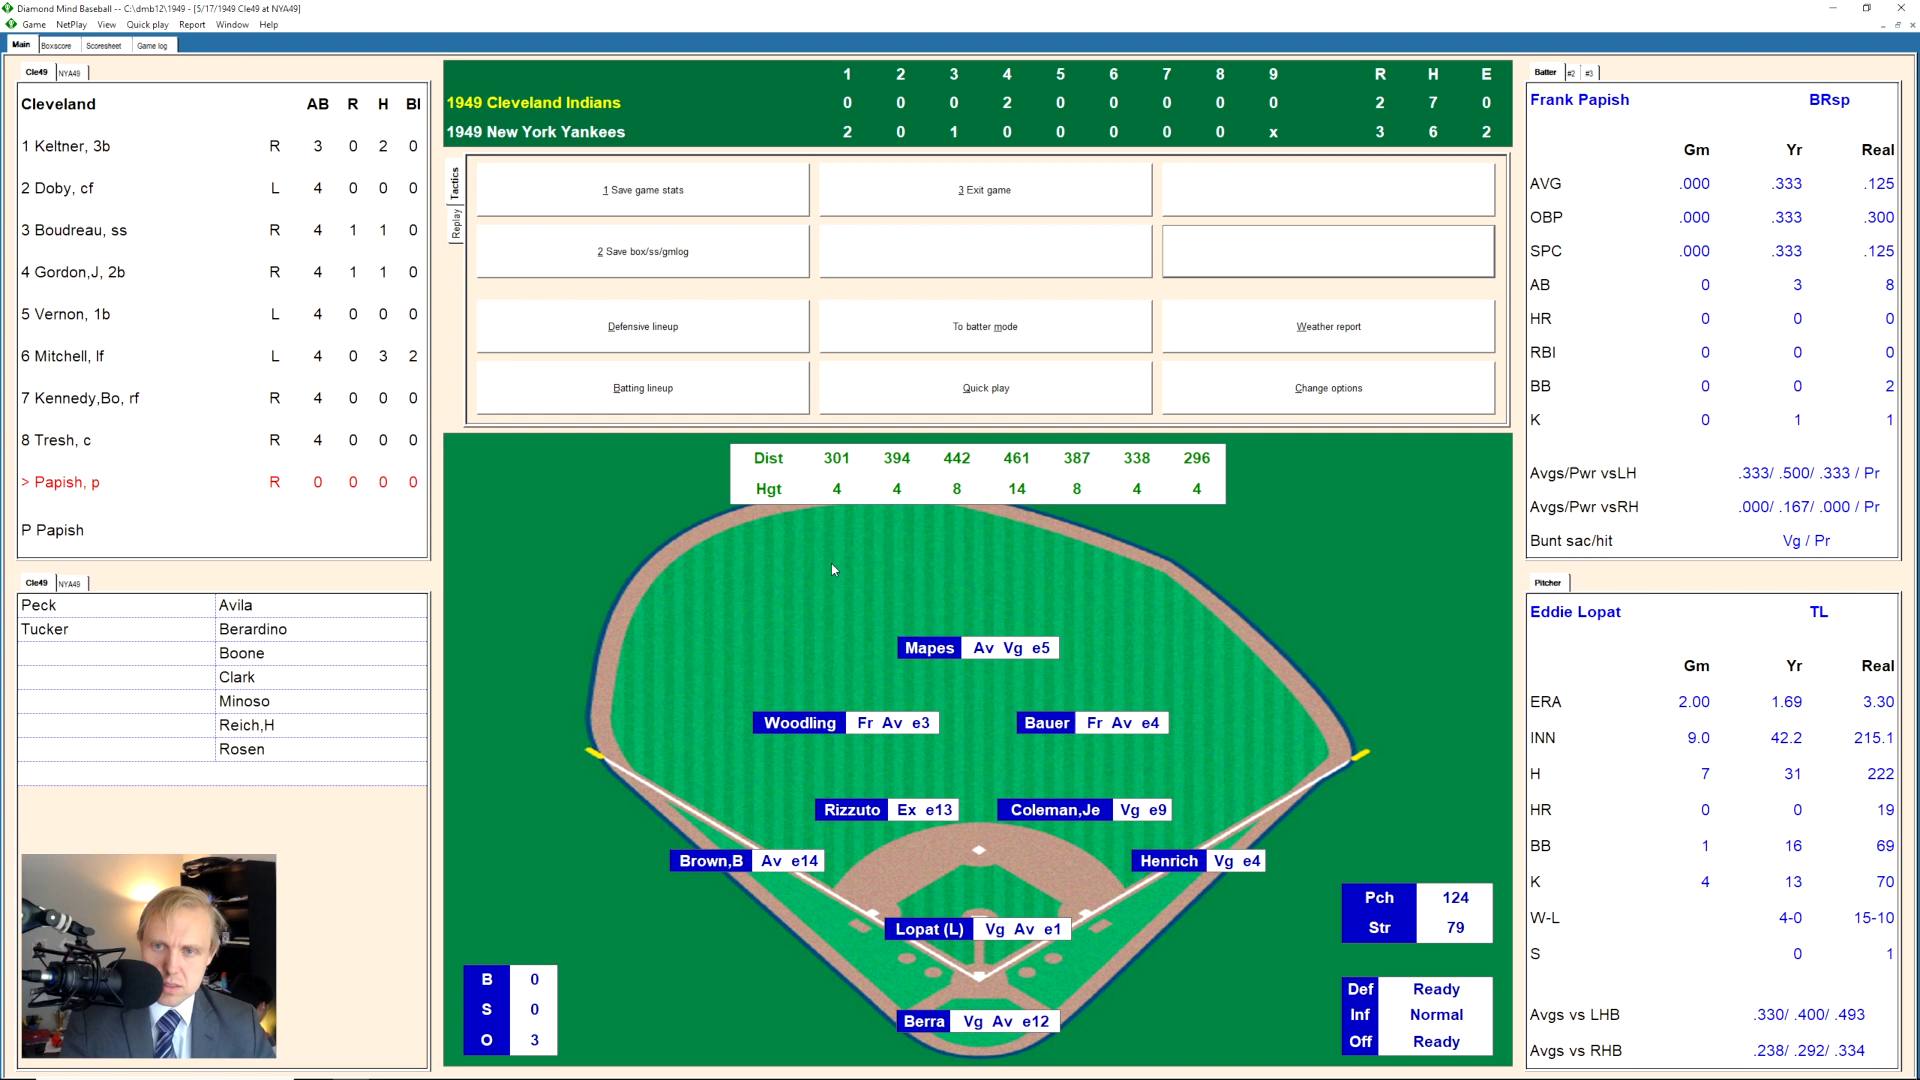 Diamond Mind Baseball -- C:\dmb12\1949 - [5/17/1949 Cle49 at NYA49]
Game NetPlay View Quick play Report Window Help
Main Boxscore Scoresheet Game log
Cle49 NYA49
Cleveland AB R H BI
1 Keltner, 3b R 3 0 2 0
2 Doby, cf L 4 0 0 0
3 Boudreau, ss R 4 1 1 0
4 Gordon,J, 2b R 4 1 1 0
5 Vernon, 1b L 4 0 0 0
6 Mitchell, lf L 4 0 3 2
7 Kennedy,Bo, rf R 4 0 0 0
8 Tresh, c R 4 0 0 0
> Papish, p R 0 0 0 0
P Papish
Cle49 NYA49
Peck Avila
Tucker Berardino
Boone
Clark
Minoso
Reich,H
Rosen
1 2 3 4 5 6 7 8 9 R H E
1949 Cleveland Indians 0 0 0 2 0 0 0 0 0 2 7 0
1949 New York Yankees 2 0 1 0 0 0 0 0 x 3 6 2
Tactics
Replay
1 Save game stats 3 Exit game
2 Save box/ss/gmlog
Defensive lineup To batter mode Weather report
Batting lineup Quick play Change options
Dist 301 394 442 461 387 338 296
Hgt 4 4 8 14 8 4 4
Mapes Av Vg e5
Woodling Fr Av e3 Bauer Fr Av e4
Rizzuto Ex e13 Coleman,Je Vg e9
Brown,B Av e14 Henrich Vg e4
Lopat (L) Vg Av e1
Berra Vg Av e12
B 0
S 0
O 3
Pch 124
Str 79
Def Ready
Inf Normal
Off Ready
Batter #2 #3
Frank Papish BRsp
Gm Yr Real
AVG .000 .333 .125
OBP .000 .333 .300
SPC .000 .333 .125
AB 0 3 8
HR 0 0 0
RBI 0 0 0
BB 0 0 2
K 0 1 1
Avgs/Pwr vsLH .333/ .500/ .333 / Pr
Avgs/Pwr vsRH .000/ .167/ .000 / Pr
Bunt sac/hit Vg / Pr
Pitcher
Eddie Lopat TL
Gm Yr Real
ERA 2.00 1.69 3.30
INN 9.0 42.2 215.1
H 7 31 222
HR 0 0 19
BB 1 16 69
K 4 13 70
W-L 4-0 15-10
S 0 1
Avgs vs LHB .330/ .400/ .493
Avgs vs RHB .238/ .292/ .334